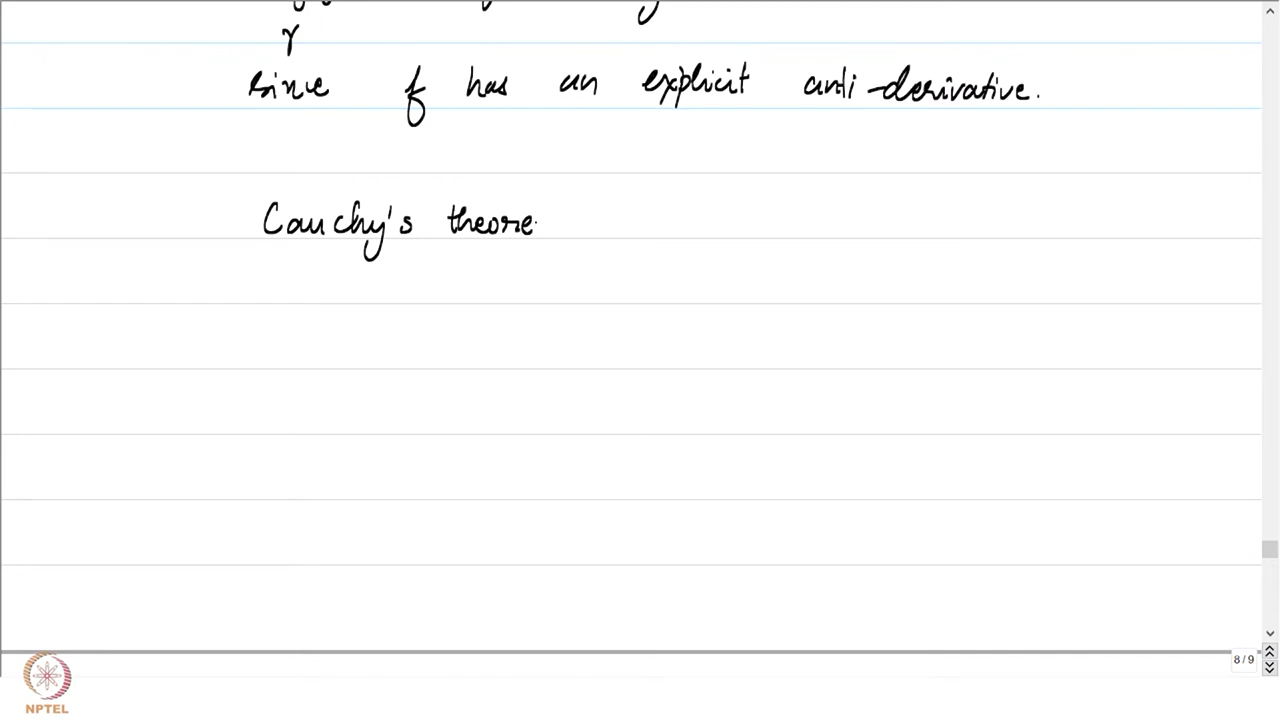 γ
since f has an explicit anti-derivative.
Cauchy's theore
8/9
NPTEL